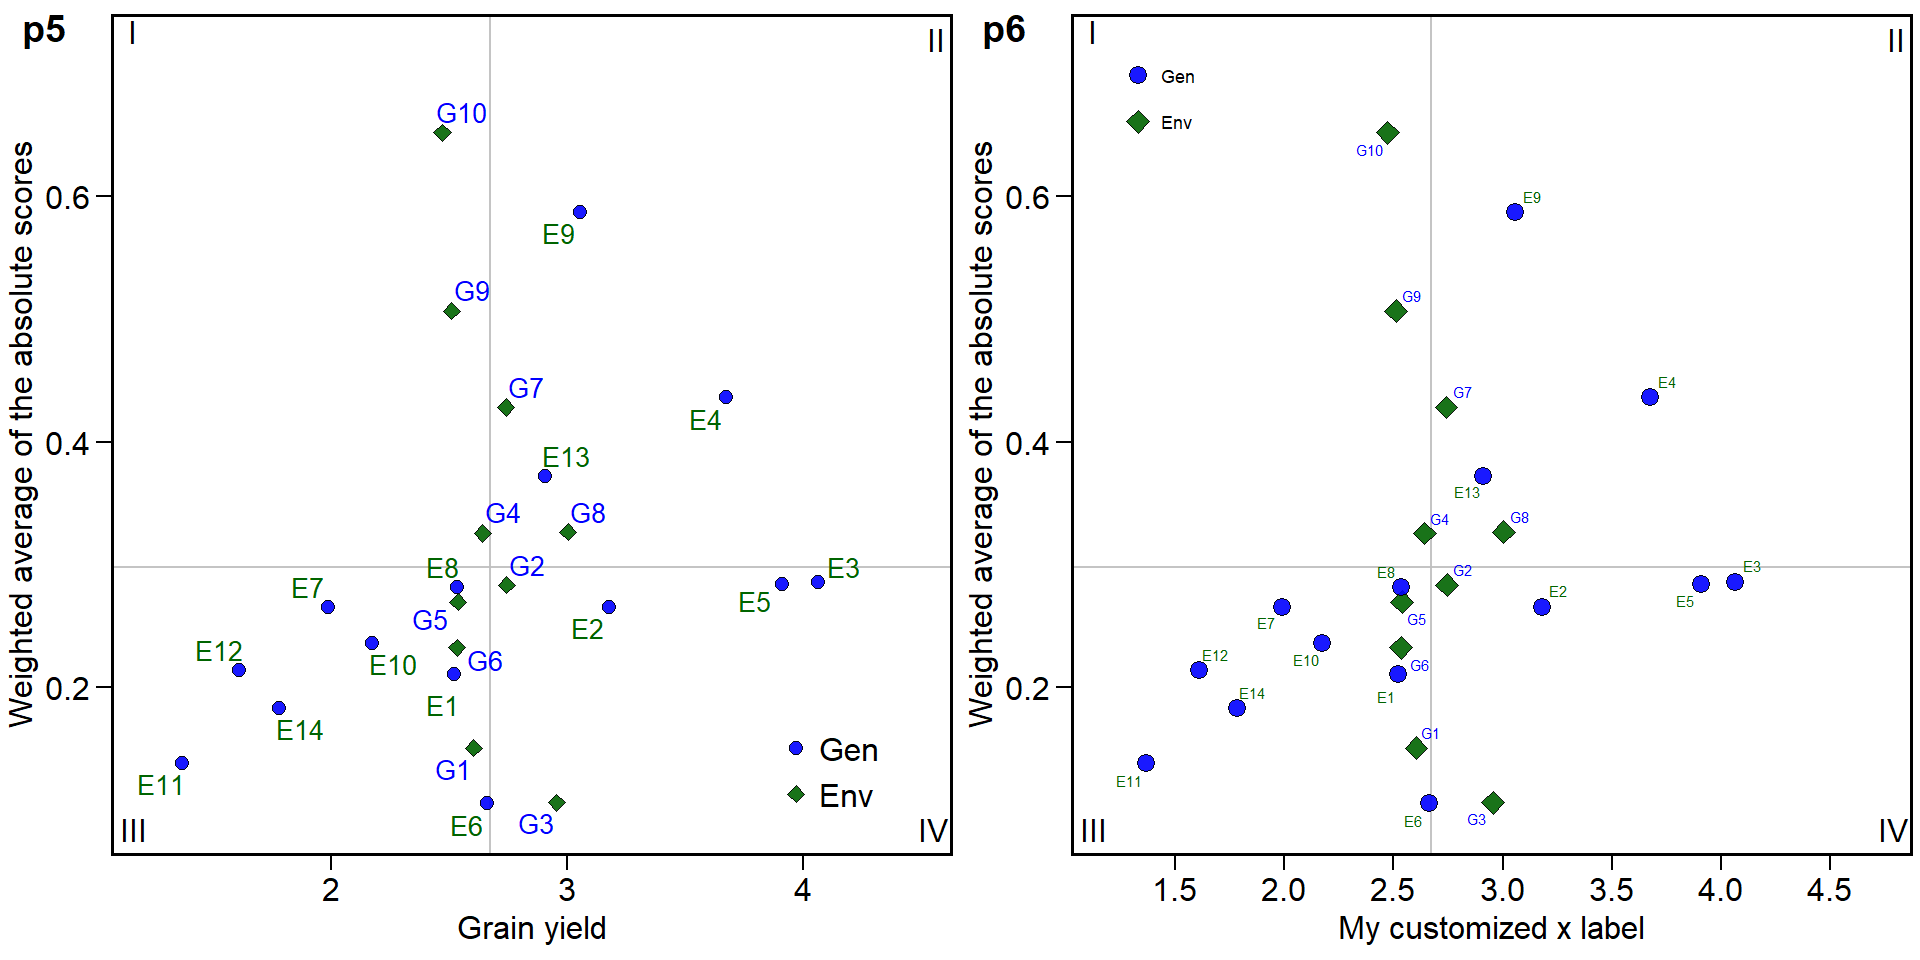 p5
I
II
G10
0.6
E9
G9
G7
E4
0.4
E13
G4
G8
E8
G2
E3
E7
E5
G5
E2
E12
E10
G6
0.2
E1
E14
Gen
G1
E11
Env
E6
G3
III
IV
2
3
4
Grain yield
Weighted average of the absolute scores
p6
I
II
Gen
Env
G10
0.6
E9
G9
E4
G7
0.4
E13
G4
G8
E8
G2
E3
E2
E5
E7
G5
E12
E10
G6
0.2
E14
E1
G1
E11
E6
G3
III
IV
1.5
2.0
2.5
3.0
3.5
4.0
4.5
My customized x label
Weighted average of the absolute scores